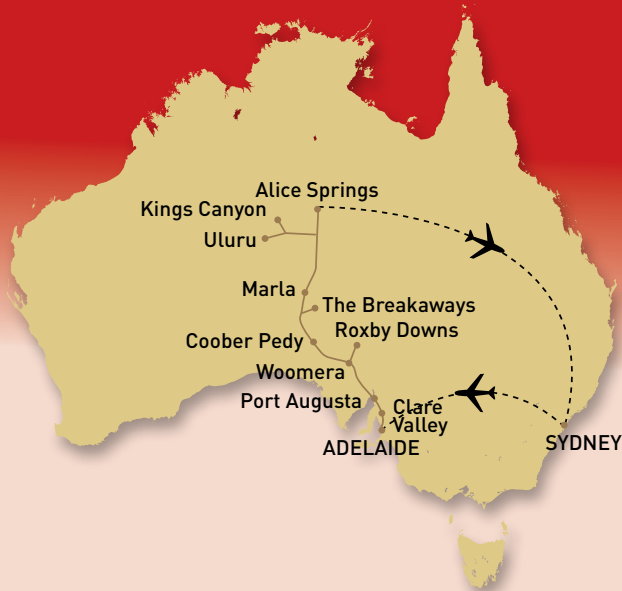 Alice Springs
Kings Canyon
Uluru
Marla
The Breakaways
Roxby Downs
Coober Pedy
Woomera
Port Augusta
Clare
Valley
ADELAIDE
SYDNEY